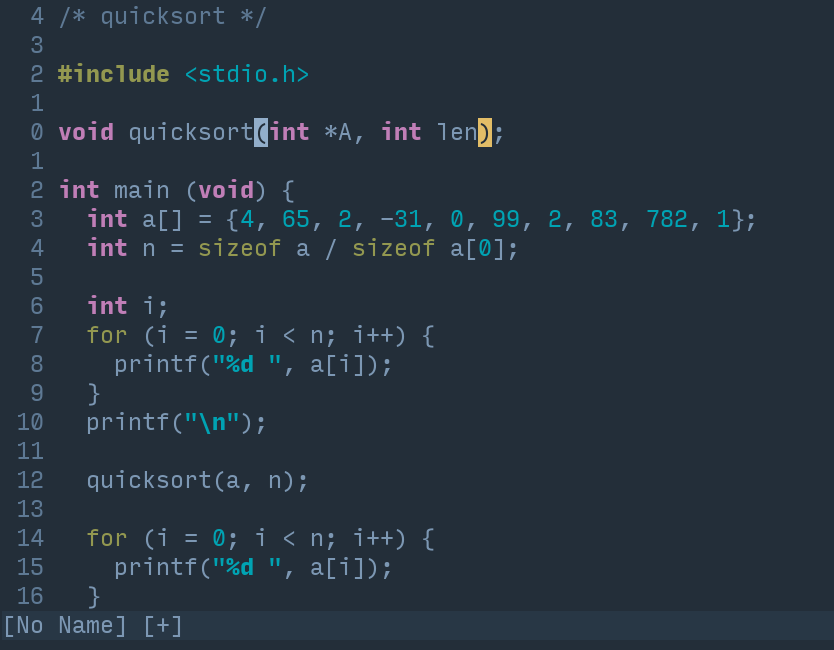 4 /* quicksort */
3
2 #include <stdio.h>
1
0 void quicksort(int *A, int len);
1
2 int main (void) {
3   int a[] = {4, 65, 2, -31, 0, 99, 2, 83, 782, 1};
4   int n = sizeof a / sizeof a[0];
5
6   int i;
7   for (i = 0; i < n; i++) {
8     printf("%d ", a[i]);
9   }
10   printf("\n");
11
12   quicksort(a, n);
13
14   for (i = 0; i < n; i++) {
15     printf("%d ", a[i]);
16   }
[No Name] [+]